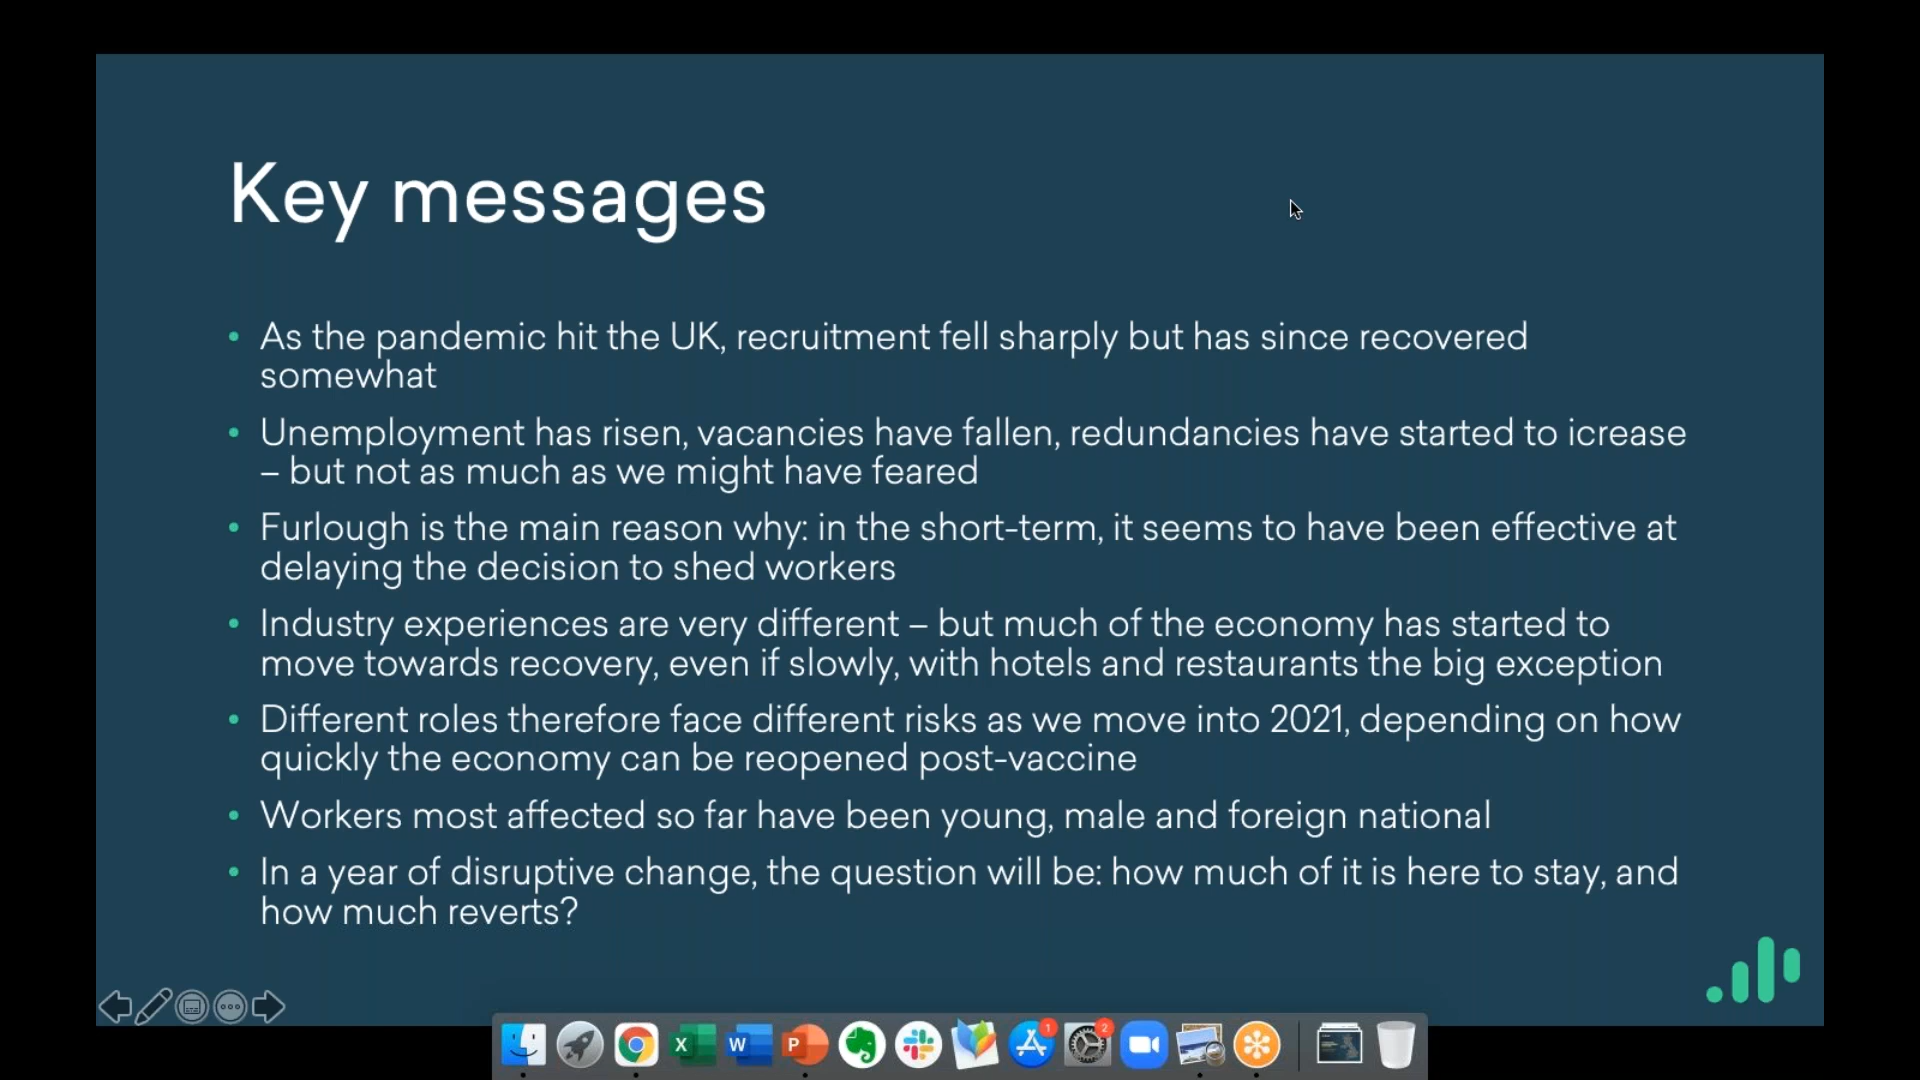 Key messages
• As the pandemic hit the UK, recruitment fell sharply but has since recovered
somewhat
• Unemployment has risen, vacancies have fallen, redundancies have started to icrease
– but not as much as we might have feared
• Furlough is the main reason why: in the short-term, it seems to have been effective at
delaying the decision to shed workers
• Industry experiences are very different – but much of the economy has started to
move towards recovery, even if slowly, with hotels and restaurants the big exception
• Different roles therefore face different risks as we move into 2021, depending on how
quickly the economy can be reopened post-vaccine
• Workers most affected so far have been young, male and foreign national
• In a year of disruptive change, the question will be: how much of it is here to stay, and
how much reverts?
X W P 1 2